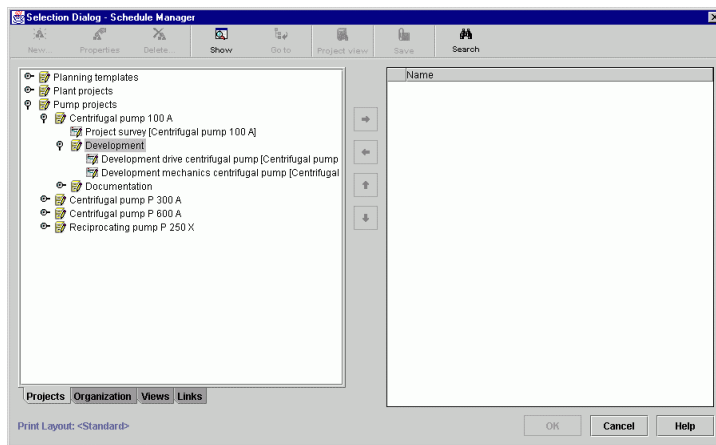 Selection Dialog - Schedule Manager
New... Properties Delete... Show Go to Project view Save Search
Planning templates
Plant projects
Pump projects
Centrifugal pump 100 A
Project survey [Centrifugal pump 100 A]
Development
Development drive centrifugal pump [Centrifugal pump
Development mechanics centrifugal pump [Centrifugal
Documentation
Centrifugal pump P 300 A
Centrifugal pump P 600 A
Reciprocating pump P 250 X
Name
Projects Organization Views Links
Print Layout: <Standard>
OK Cancel Help